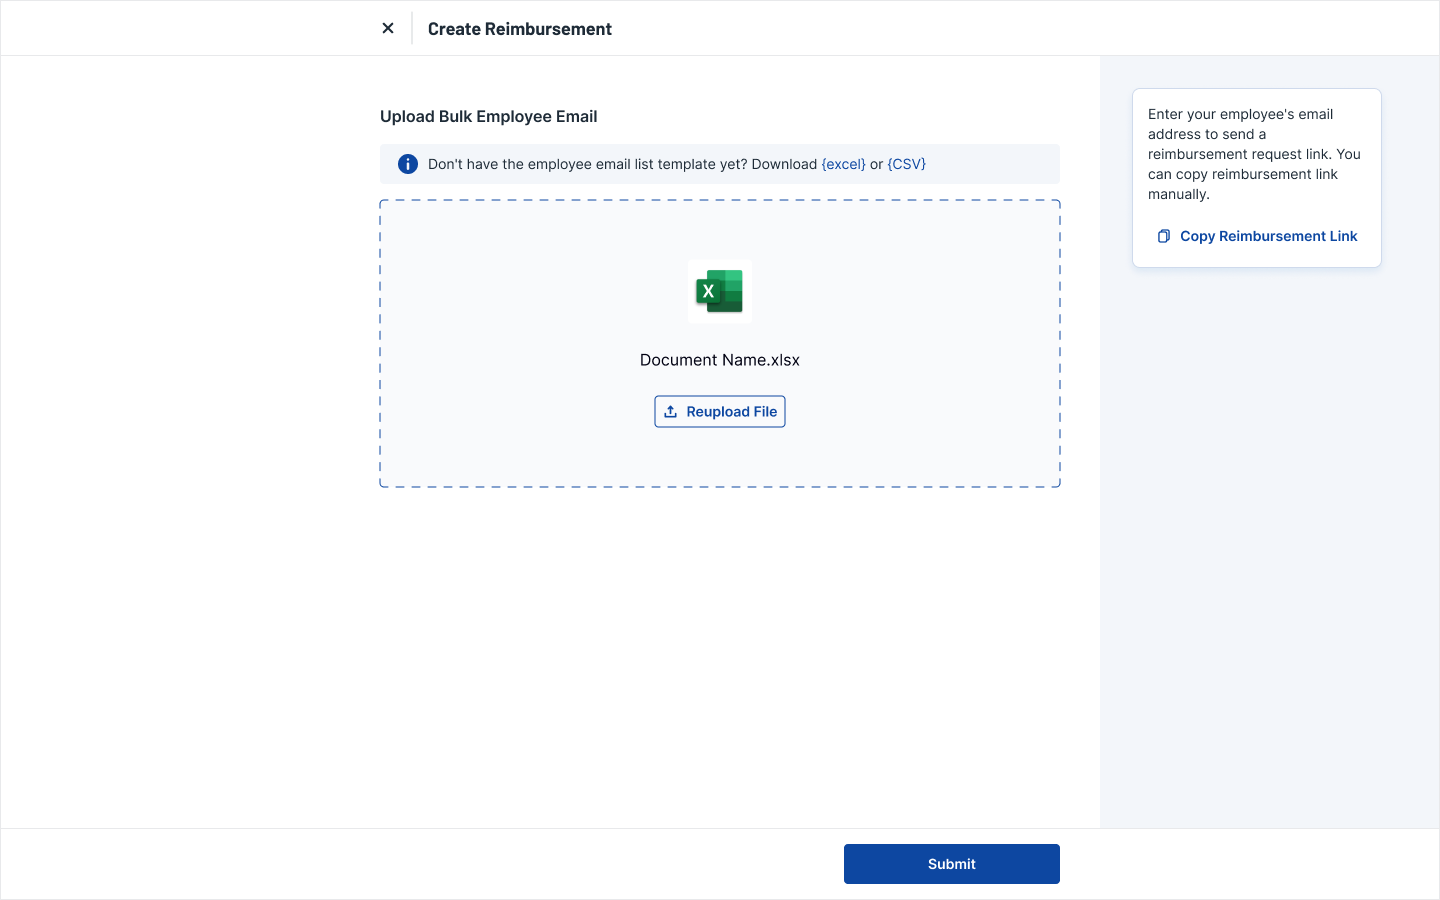 Create Reimbursement
Upload Bulk Employee Email
Don't have the employee email list template yet? Download {excel} or {CSV}
X
Document Name.xlsx
Reupload File
Enter your employee's email
address to send a
reimbursement request link. You
can copy reimbursement link
manually.
Copy Reimbursement Link
Submit